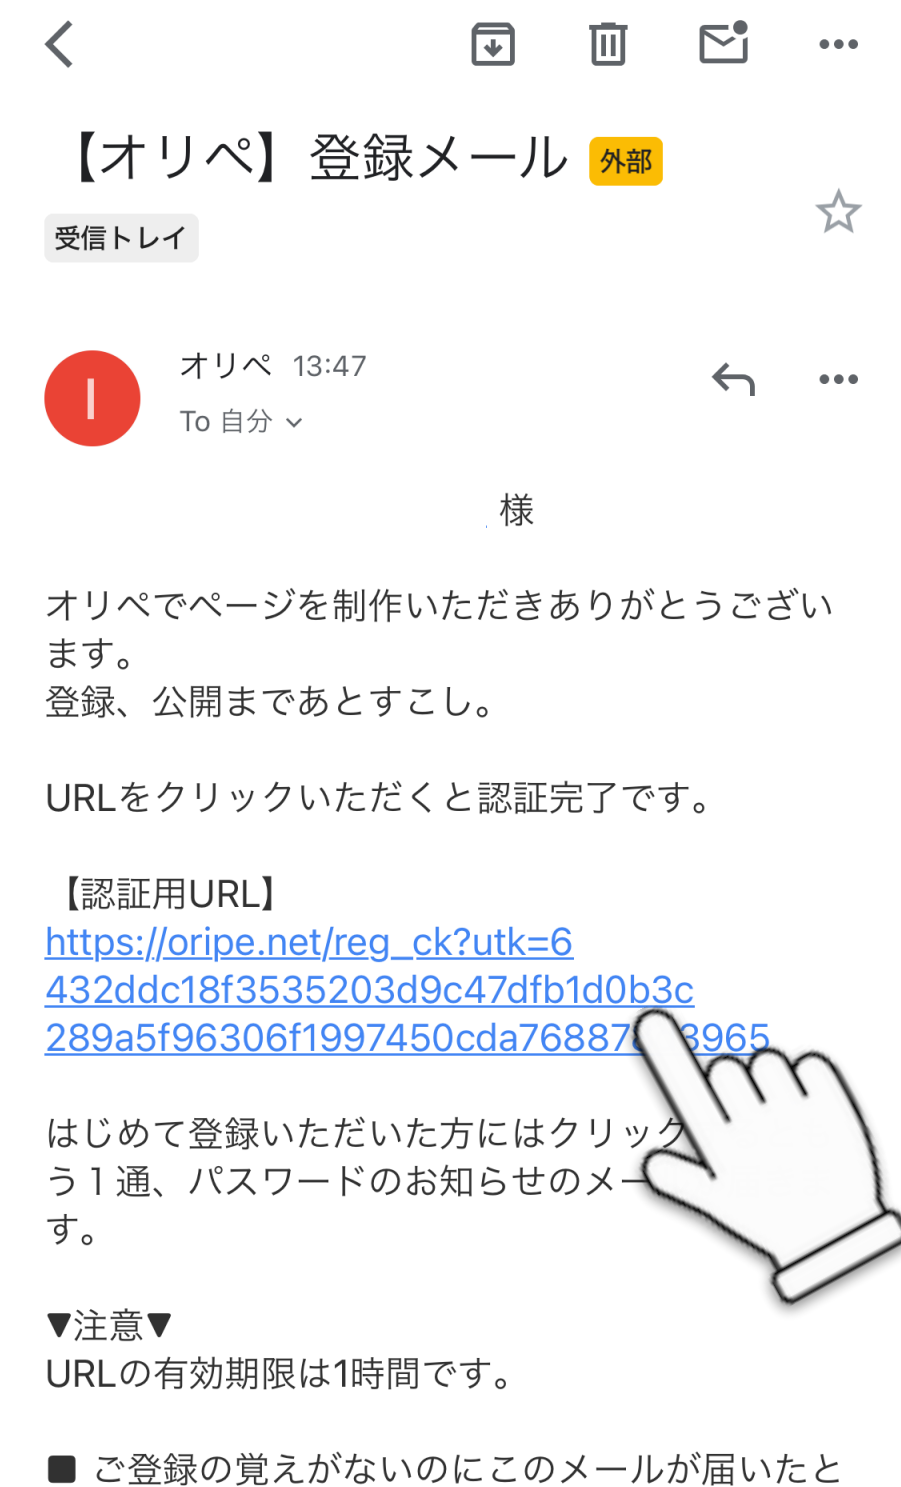 【オリペ】登録メール 外部
受信トレイ
オリペ 13:47
To 自分
様
オリペでページを制作いただきありがとうござい
ます。
登録、公開まであとすこし。
URLをクリックいただくと認証完了です。
【認証用URL】
https://oripe.net/reg_ck?utk=6
432ddc18f3535203d9c47dfb1d0b3c
289a5f96306f1997450cda76887 3965
はじめて登録いただいた方にはクリック
う1通、パスワードのお知らせのメー
す。
▼注意▼
URLの有効期限は1時間です。
■ ご登録の覚えがないのにこのメールが届いたと